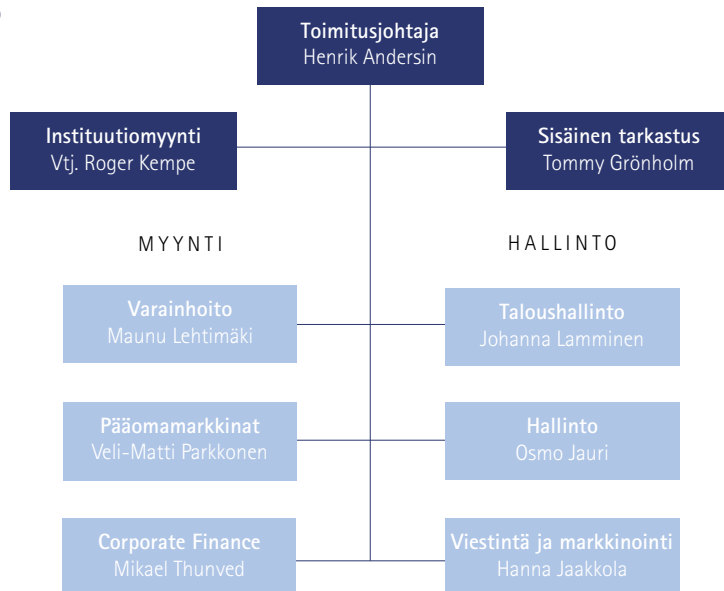 Toimitusjohtaja
Henrik Andersin
Instituutiomyynti
Vtj. Roger Kempe
Sisäinen tarkastus
Tommy Grönholm
MYYNTI
HALLINTO
Varainhoito
Maunu Lehtimäki
Taloushallinto
Johanna Lamminen
Pääomamarkkinat
Veli-Matti Parkkonen
Hallinto
Osmo Jauri
Corporate Finance
Mikael Thunved
Viestintä ja markkinointi
Hanna Jaakkola